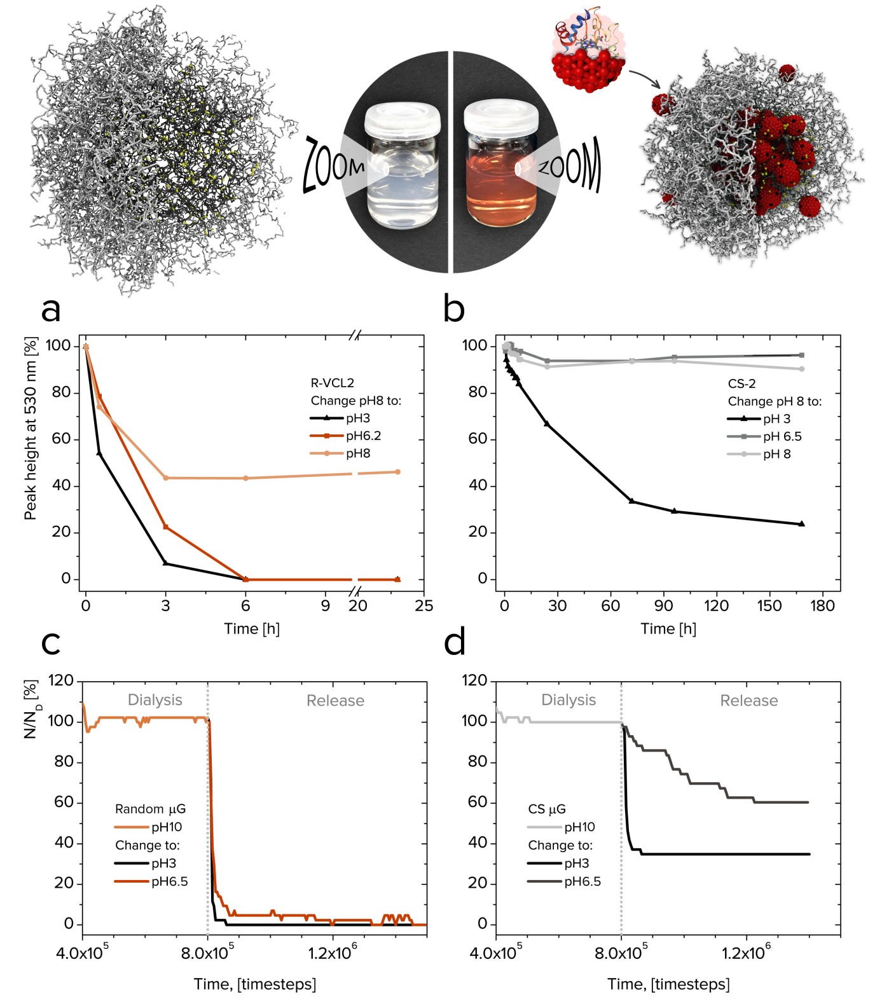 ZOOM
ZOOM
a
Peak height at 530 nm [%]
100
80
60
40
20
0
R-VCL2
Change pH8 to:
pH3
pH6.2
pH8
0 3 6 9 20 25
Time [h]
b
100
80
60
40
20
0
CS-2
Change pH 8 to:
pH 3
pH 6.5
pH 8
0 30 60 90 120 150 180
Time [h]
c
N/N_D [%]
120
100
80
60
40
20
0
Dialysis Release
Random μG
pH10
Change to:
pH3
pH6.5
4.0x10^5 8.0x10^5 1.2x10^6
Time, [timesteps]
d
120
100
80
60
40
20
0
Dialysis Release
CS μG
pH10
Change to:
pH3
pH6.5
4.0x10^5 8.0x10^5 1.2x10^6
Time, [timesteps]